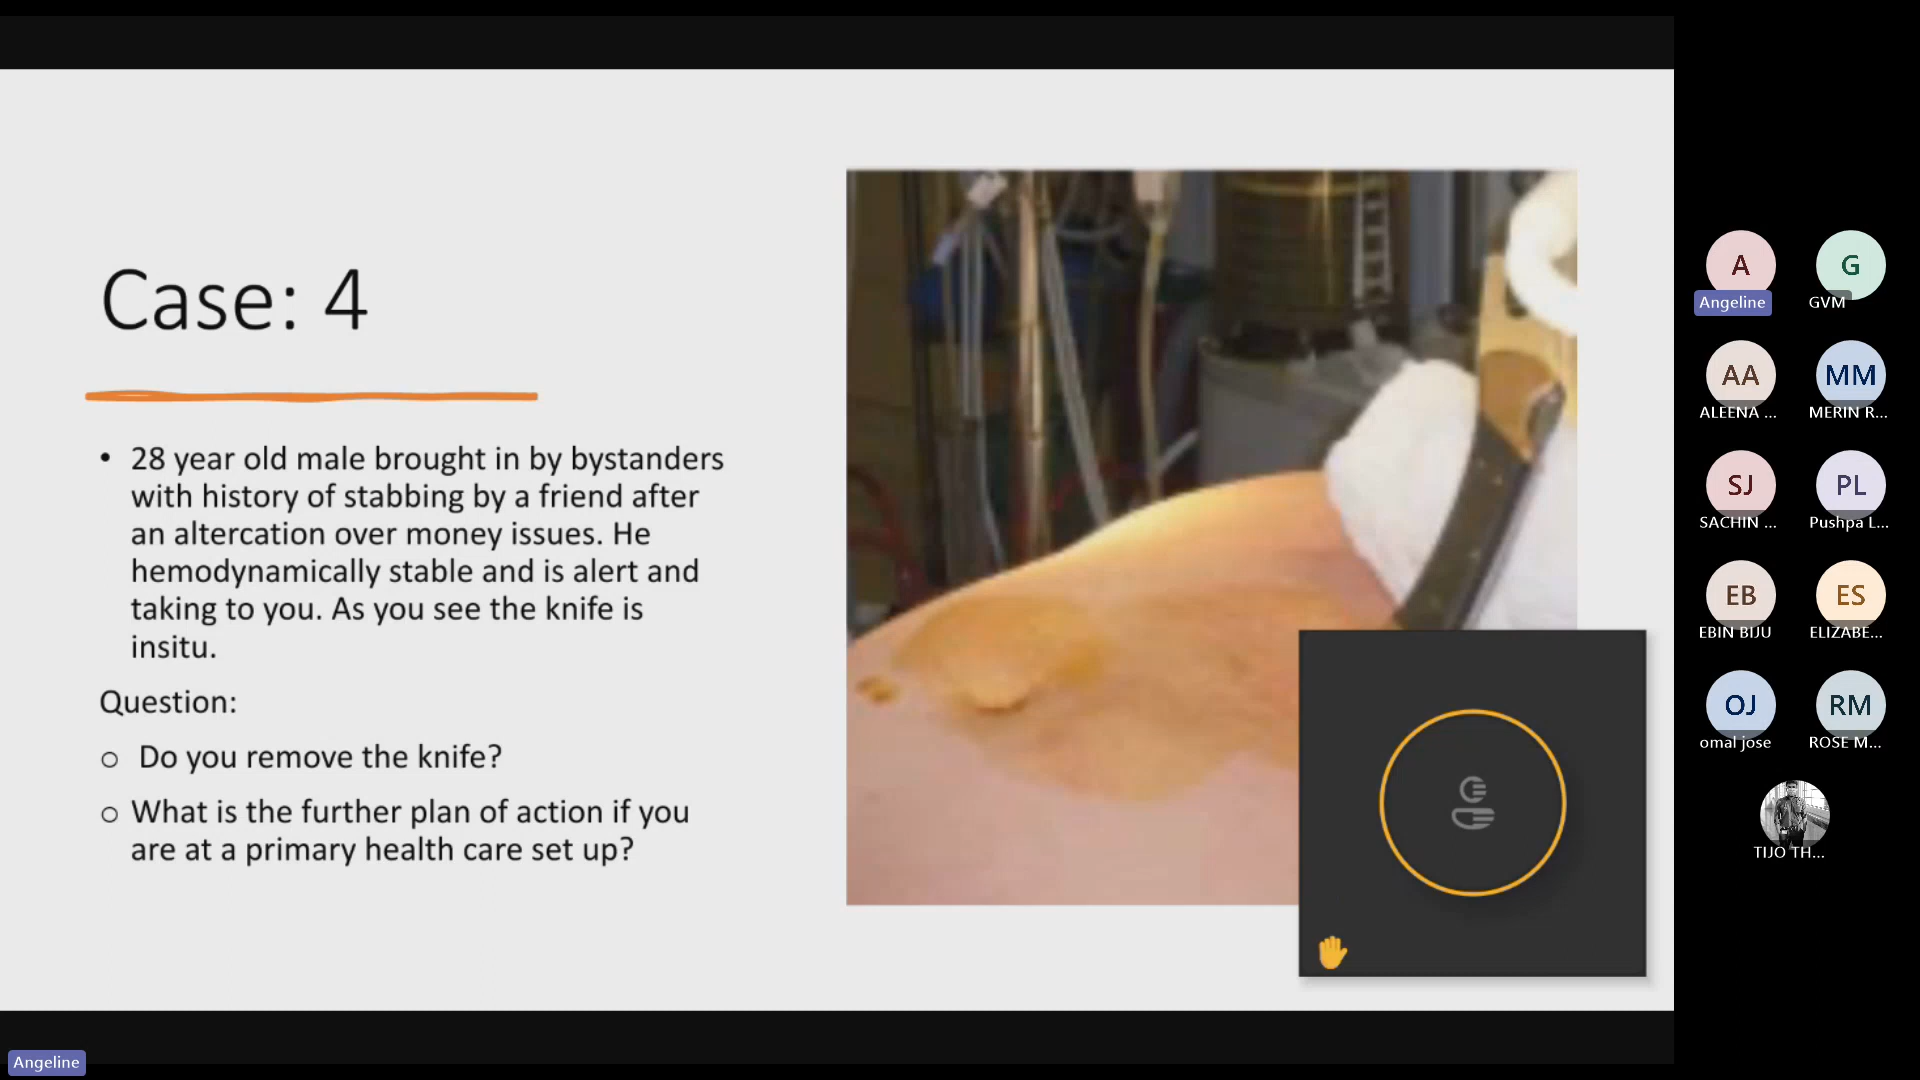 Case: 4
• 28 year old male brought in by bystanders
with history of stabbing by a friend after
an altercation over money issues. He
hemodynamically stable and is alert and
taking to you. As you see the knife is
insitu.
Question:
o Do you remove the knife?
o What is the further plan of action if you
are at a primary health care set up?
A
Angeline
G
GVM
AA
ALEENA ...
MM
MERIN R...
SJ
SACHIN ...
PL
Pushpa L...
EB
EBIN BIJU
ES
ELIZABE...
OJ
omal jose
RM
ROSE M...
TIJO TH...
Angeline